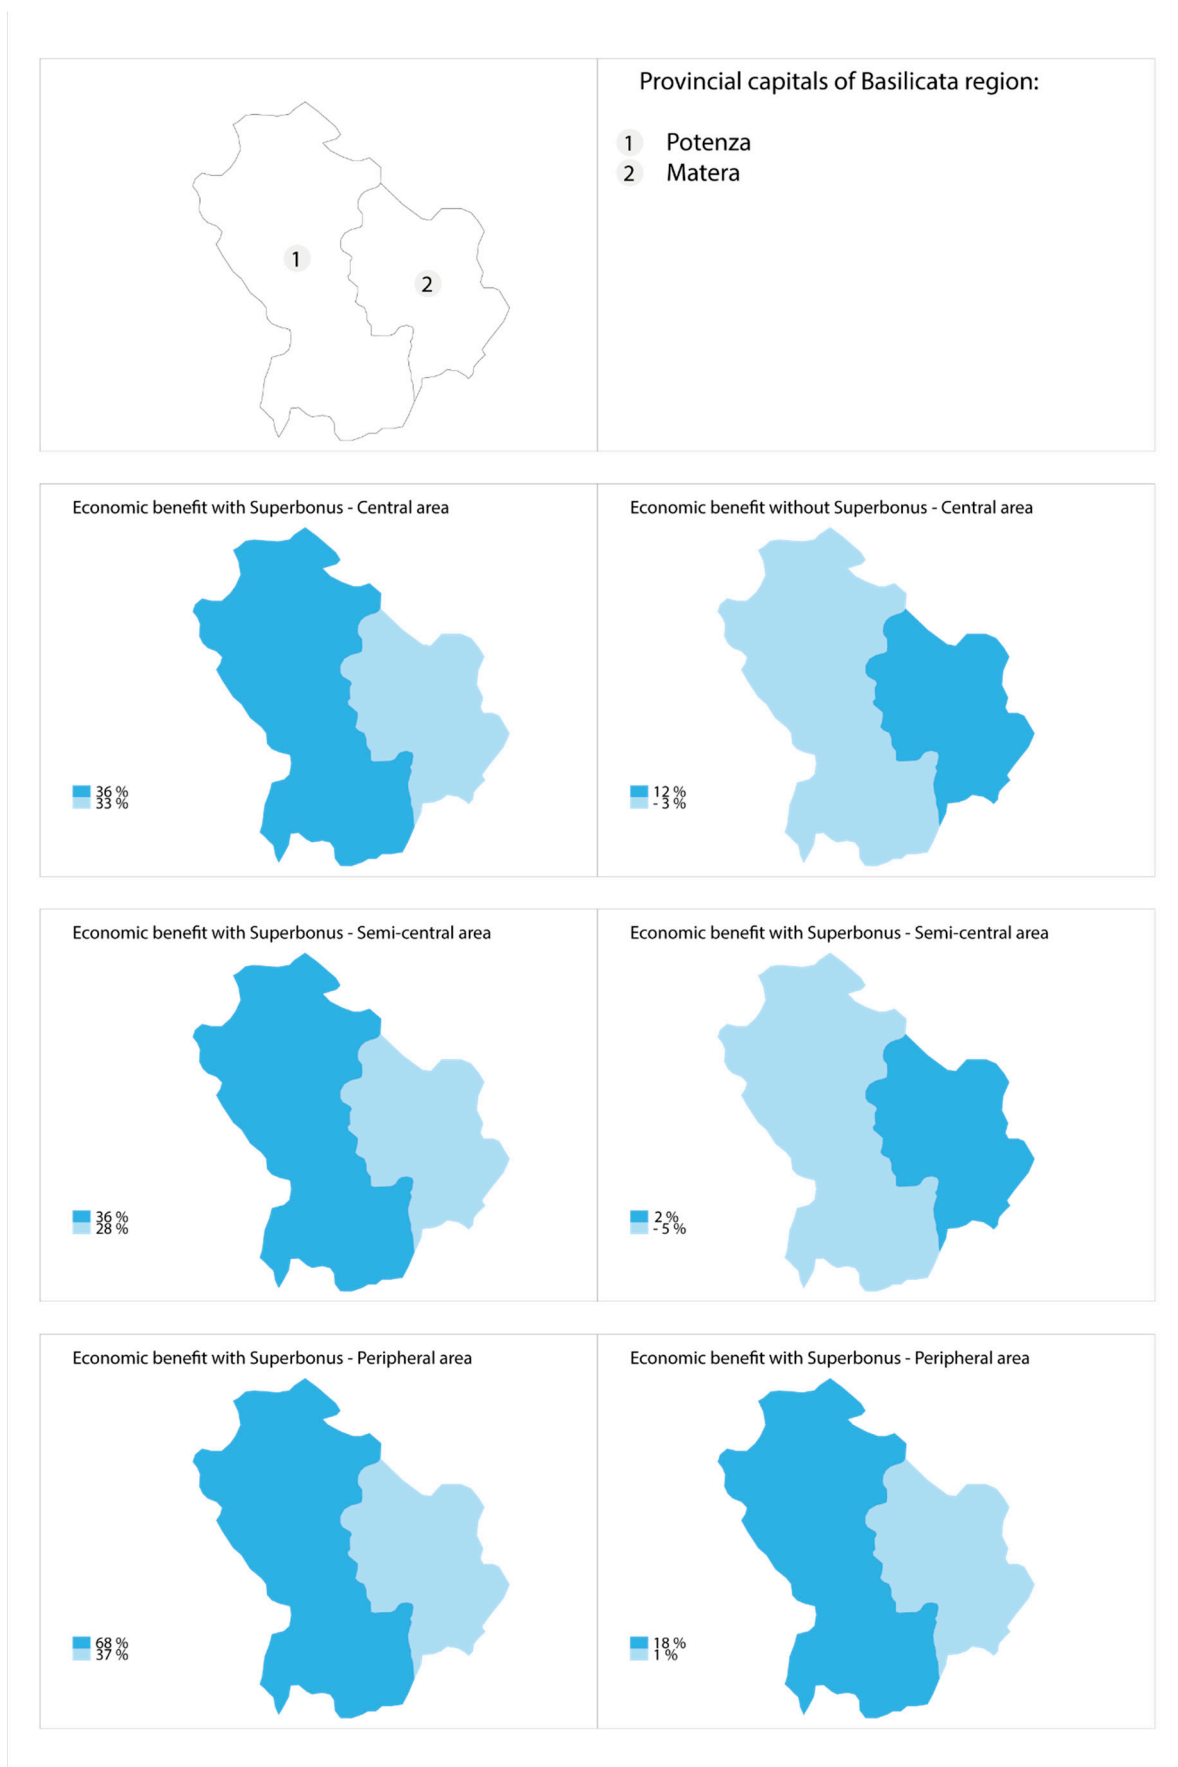 Provincial capitals of Basilicata region:
1 Potenza
2 Matera
1
2
Economic benefit with Superbonus - Central area
36 %
33 %
Economic benefit without Superbonus - Central area
12 %
- 3 %
Economic benefit with Superbonus - Semi-central area
36 %
28 %
Economic benefit with Superbonus - Semi-central area
2 %
- 5 %
Economic benefit with Superbonus - Peripheral area
68 %
37 %
Economic benefit with Superbonus - Peripheral area
18 %
1 %